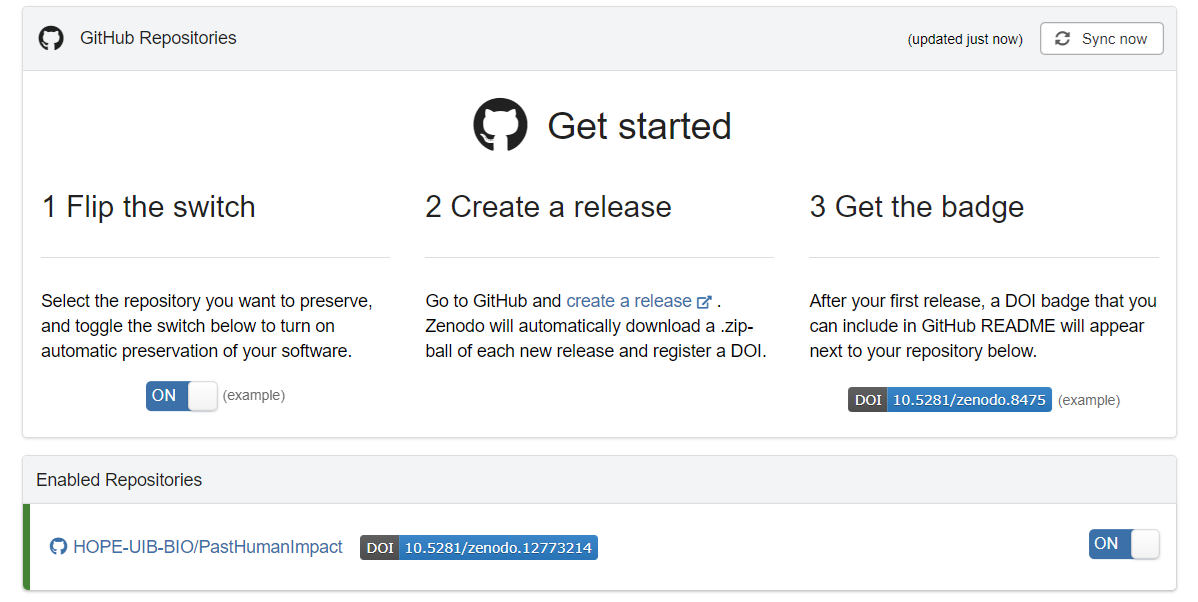 GitHub Repositories
(updated just now)
Sync now
Get started
1 Flip the switch
Select the repository you want to preserve,
and toggle the switch below to turn on
automatic preservation of your software.
ON (example)
2 Create a release
Go to GitHub and create a release .
Zenodo will automatically download a .zip-
ball of each new release and register a DOI.
3 Get the badge
After your first release, a DOI badge that you
can include in GitHub README will appear
next to your repository below.
DOI 10.5281/zenodo.8475 (example)
Enabled Repositories
HOPE-UIB-BIO/PastHumanImpact DOI 10.5281/zenodo.12773214 ON